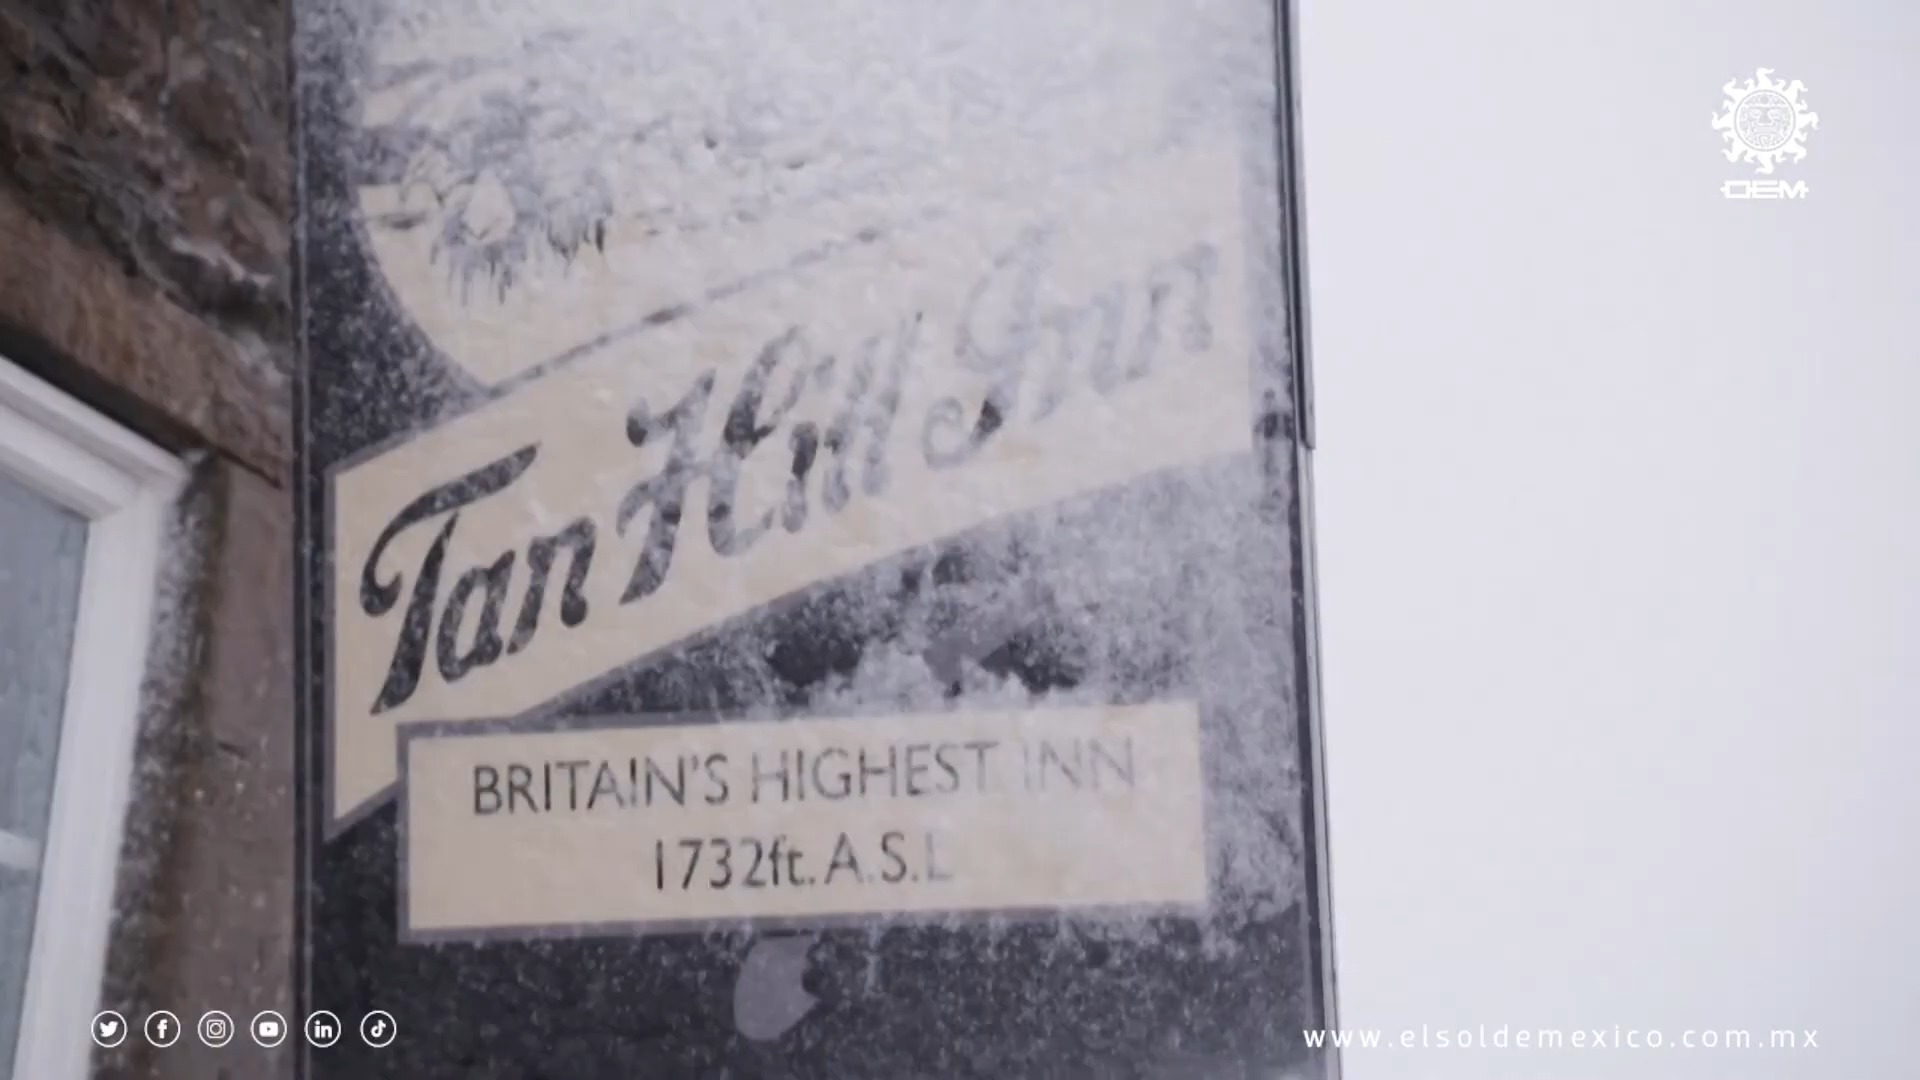 OEM
Tan Hill Inn
BRITAIN'S HIGHEST INN
1732ft. A.S.L
www.elsoldemexico.com.mx